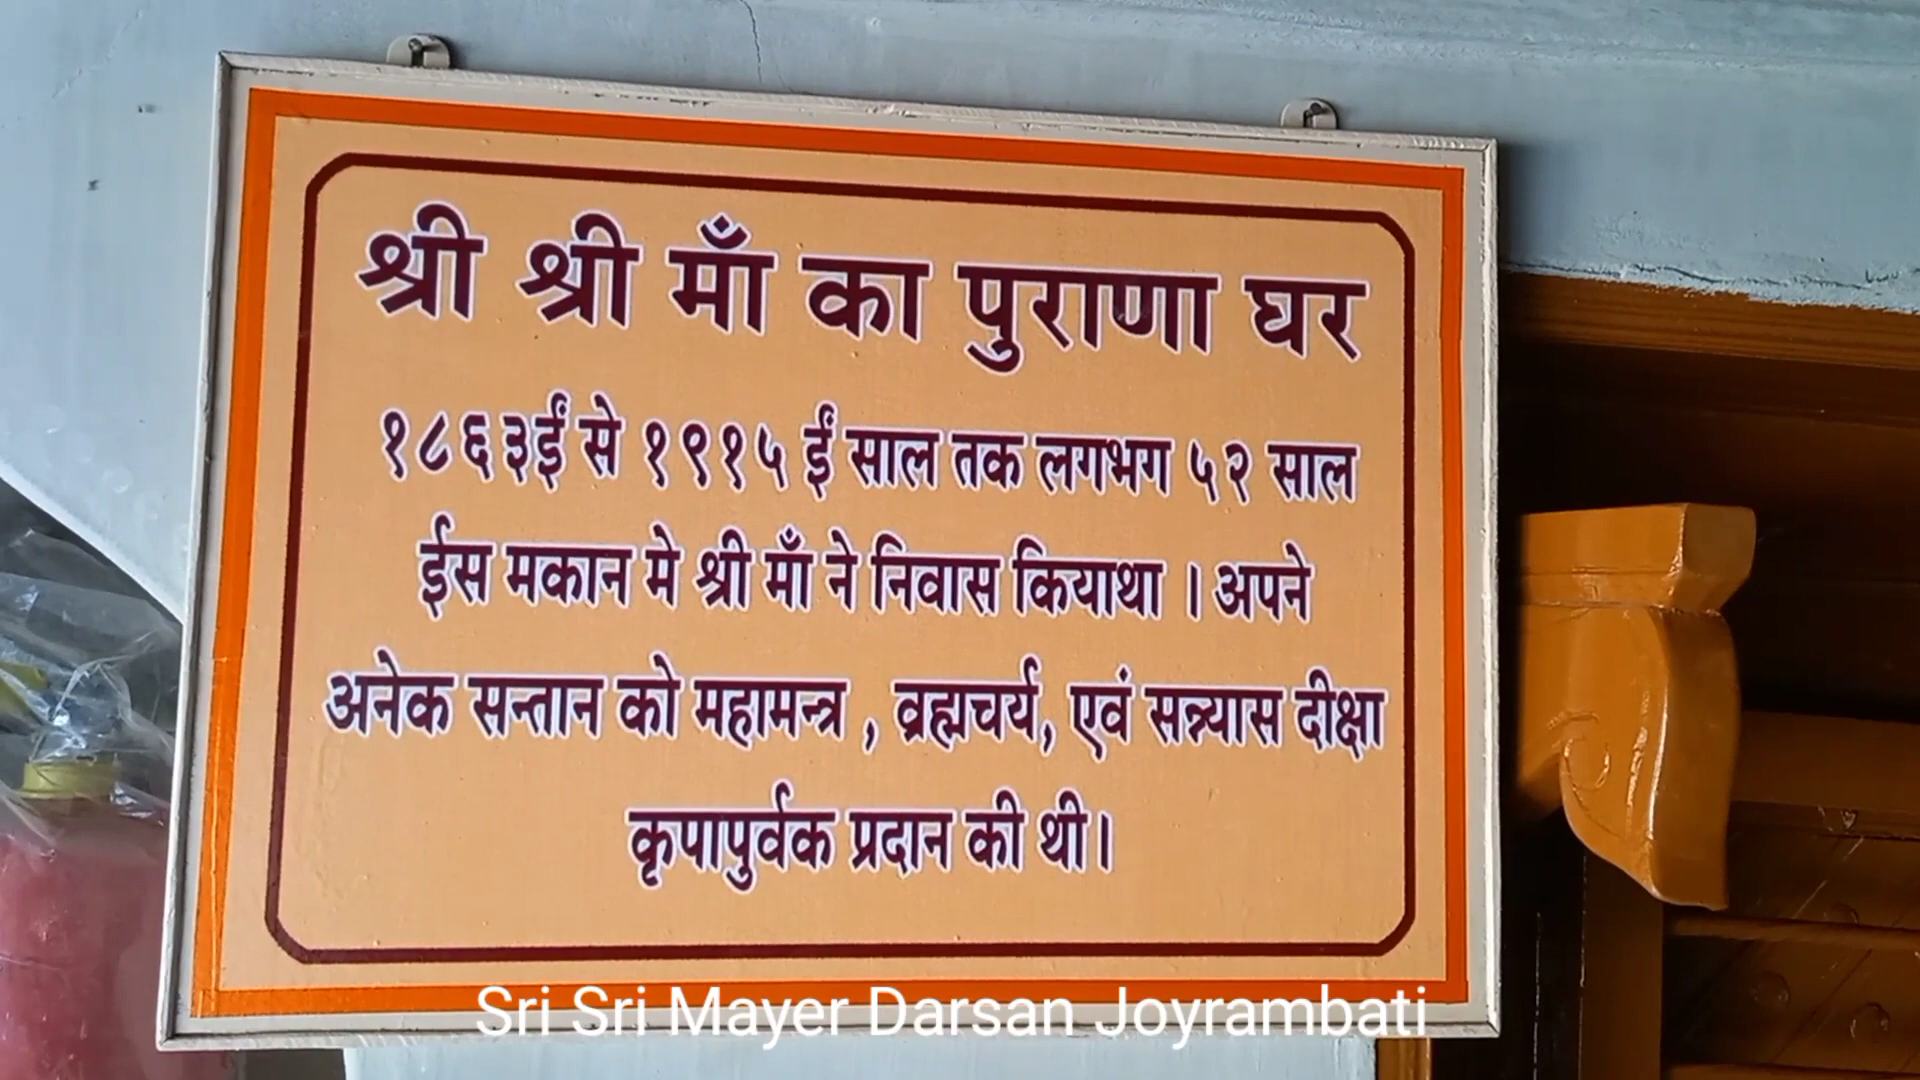 श्री श्री माँ का पुराणा घर
१८६३ईं से १९१५ ईं साल तक लगभग ५२ साल
ईस मकान मे श्री माँ ने निवास कियाथा । अपने
अनेक सन्तान को महामन्त्र , व्रह्मचर्य, एवं सन्न्यास दीक्षा
कृपापुर्वक प्रदान की थी।
Sri Sri Mayer Darsan Joyrambati